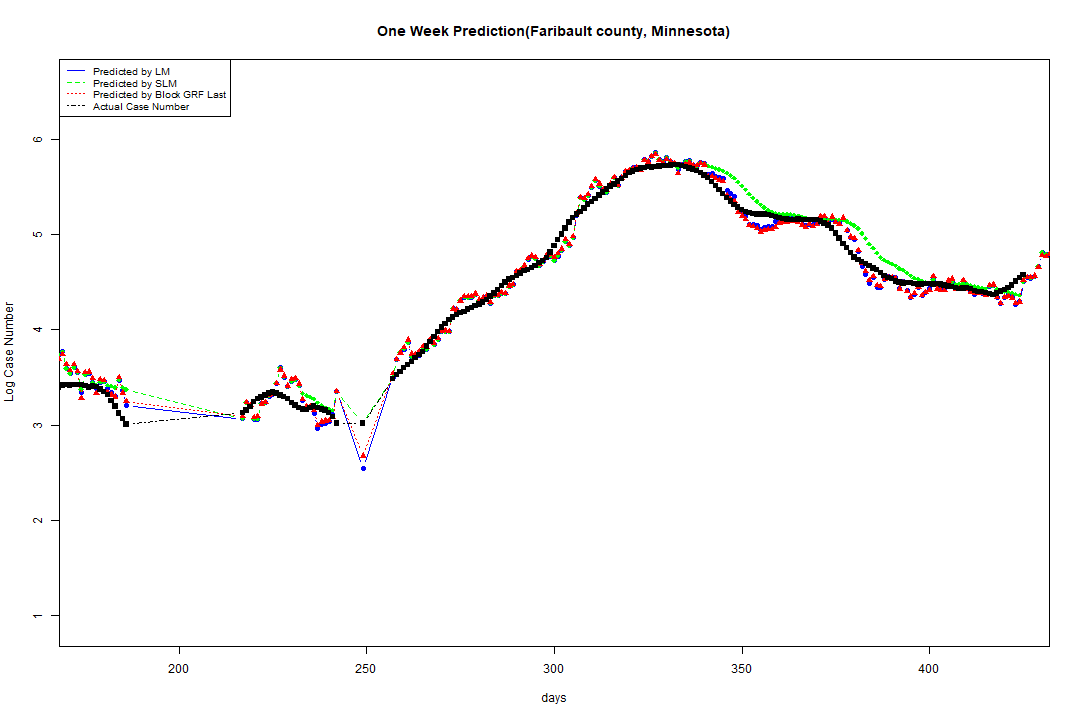 One Week Prediction(Faribault county, Minnesota)
Predicted by LM
Predicted by SLM
Predicted by Block GRF Last
Actual Case Number
Log Case Number
6
5
4
3
2
1
200 250 300 350 400
days